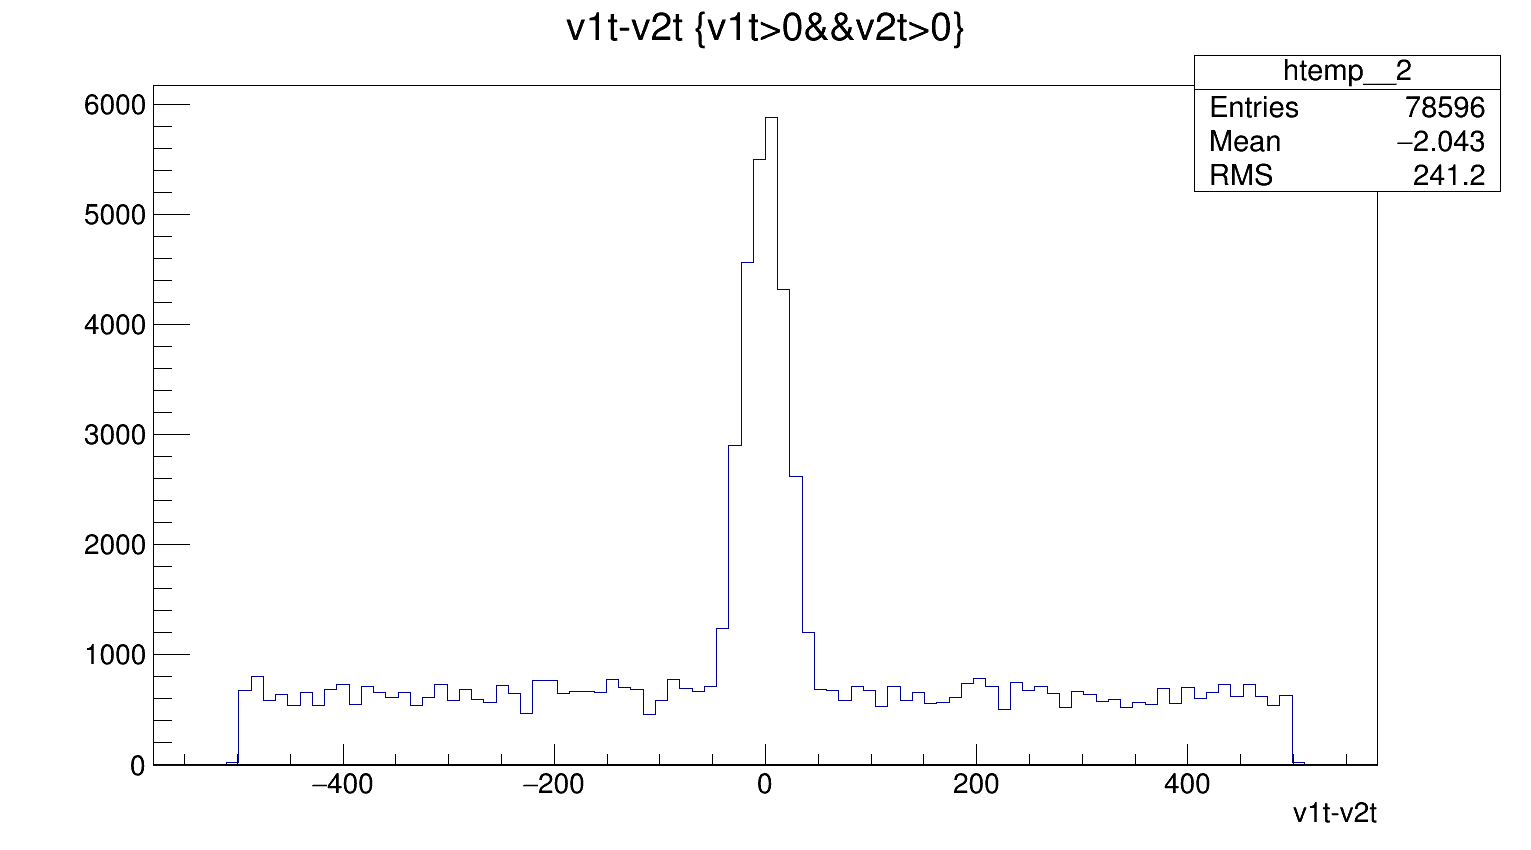 v1t-v2t {v1t>0&&v2t>0}
htemp__2
Entries 78596
Mean −2.043
RMS 241.2
6000
5000
4000
3000
2000
1000
0
−400 −200 0 200 400
v1t-v2t